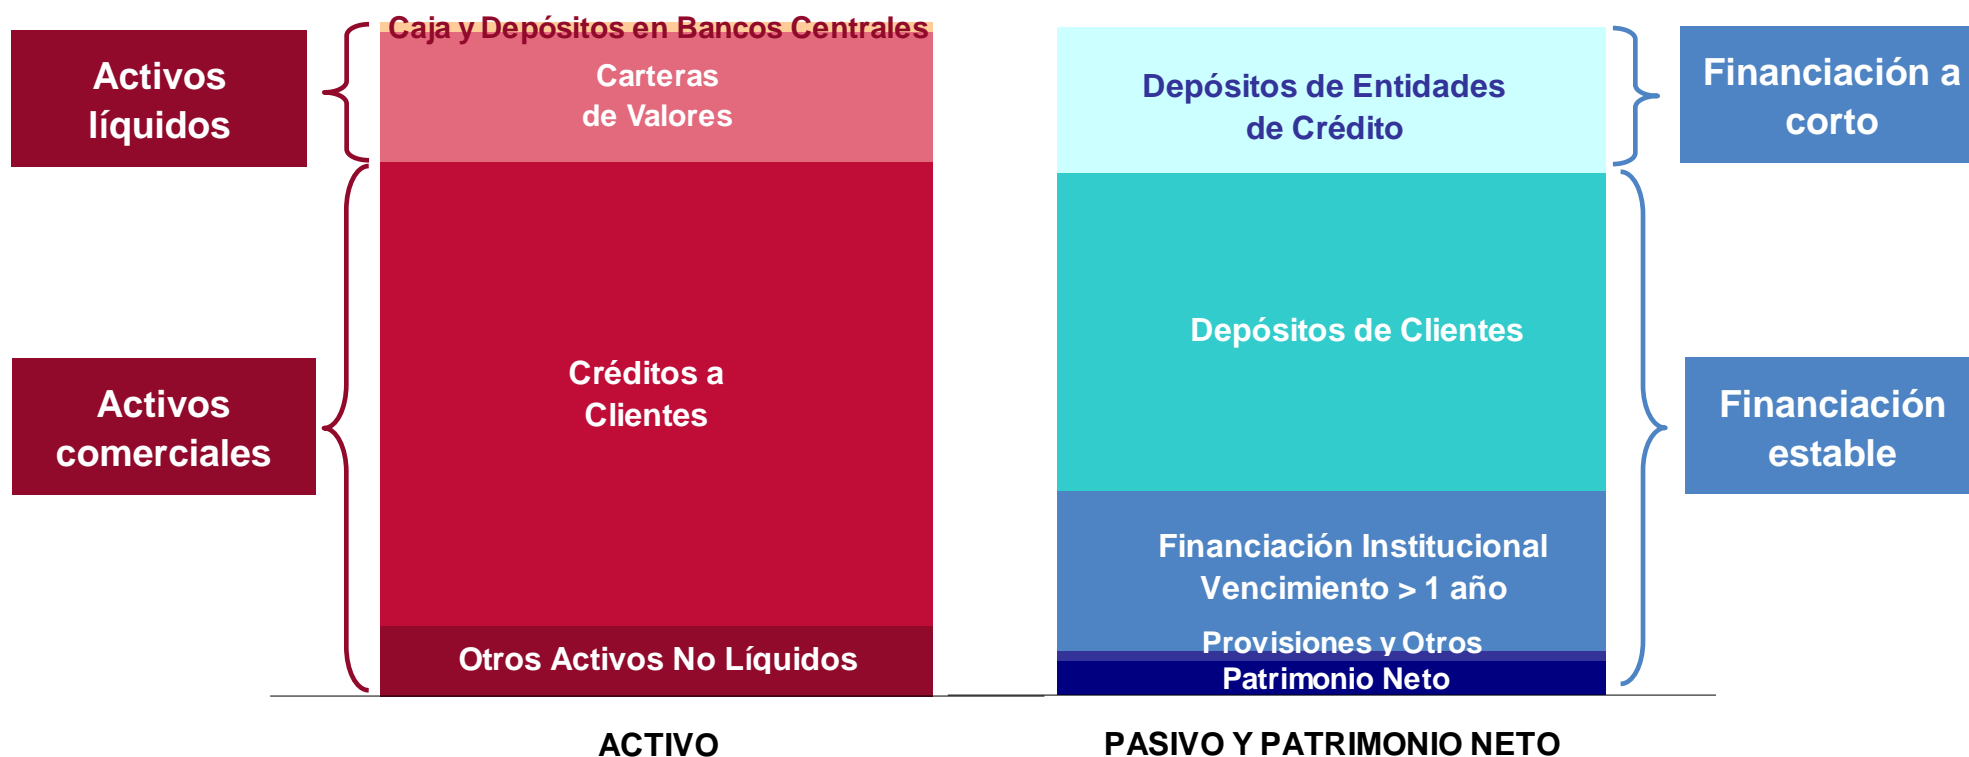 Caja y Depósitos en Bancos Centrales
Activos
líquidos
Carteras
de Valores
Depósitos de Entidades
de Crédito
Financiación a
corto
Activos
comerciales
Créditos a
Clientes
Depósitos de Clientes
Financiación
estable
Financiación Institucional
Vencimiento > 1 año
Otros Activos No Líquidos
Provisiones y Otros
Patrimonio Neto
ACTIVO
PASIVO Y PATRIMONIO NETO